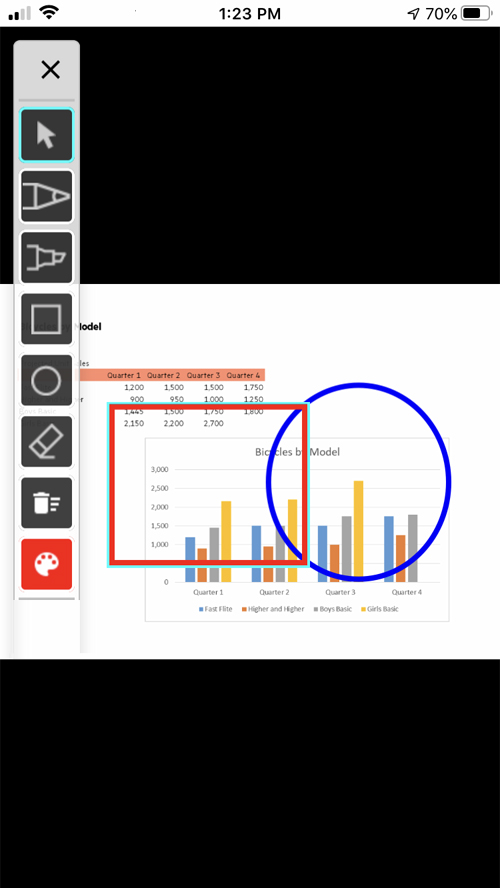 1:23 PM
70%
Model
les
Quarter 1 Quarter 2 Quarter 3 Quarter 4
1,200 1,500 1,500 1,750
900 950 1,000 1,250
1,445 1,500 1,750 1,800
2,150 2,200 2,700
Bicycles by Model
3,000
2,500
2,000
1,500
1,000
0
Quarter 1 Quarter 2 Quarter 3 Quarter 4
Fast Flite Higher and Higher Boys Basic Girls Basic